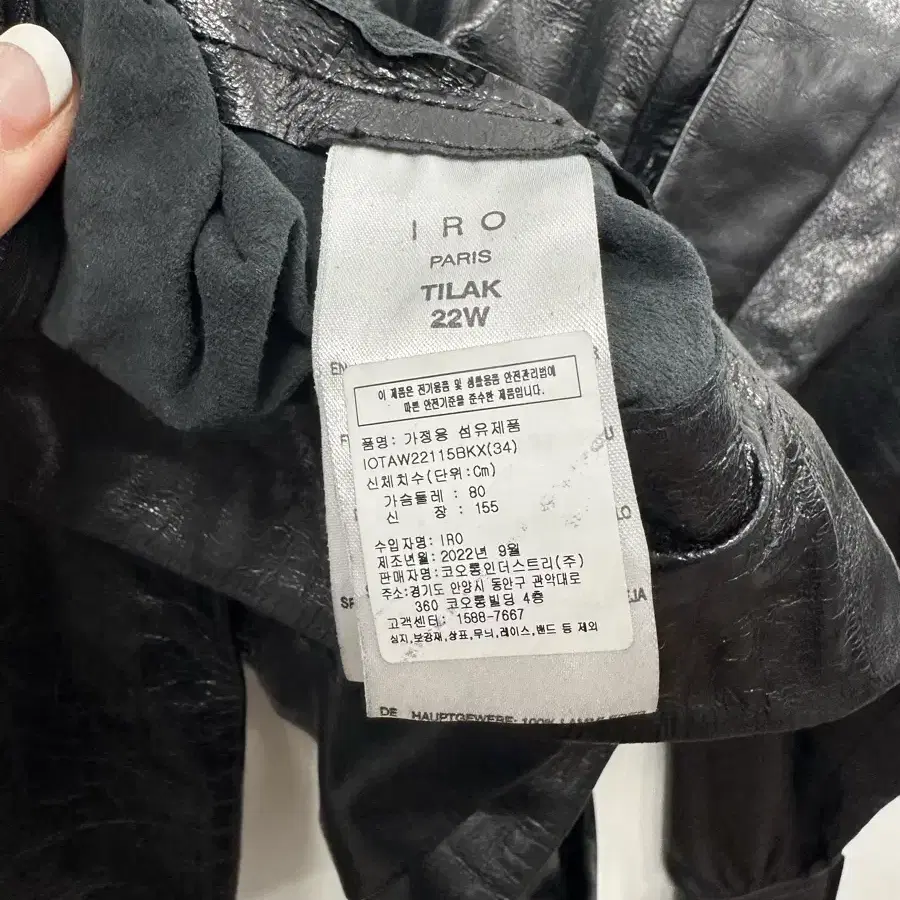 IRO
PARIS
TILAK
22W
EN
이 제품은 전기용품 및 생활용품 안전관리법에
따른 안전기준을 준수한 제품입니다.
품명: 가정용 섬유제품
IOTAW22115BKX(34)
신체치수(단위:Cm)
가슴둘레 : 80
신 장 : 155
수입자명: IRO
제조년월: 2022년 9월
판매자명:코오롱인더스트리(주)
주소:경기도 안양시 동안구 관악대로
360 코오롱빌딩 4층
고객센터: 1588-7667
심지,보강재,상표,무늬,레이스,밴드 등 제외
DE HAUPTGEWEBE: 100%